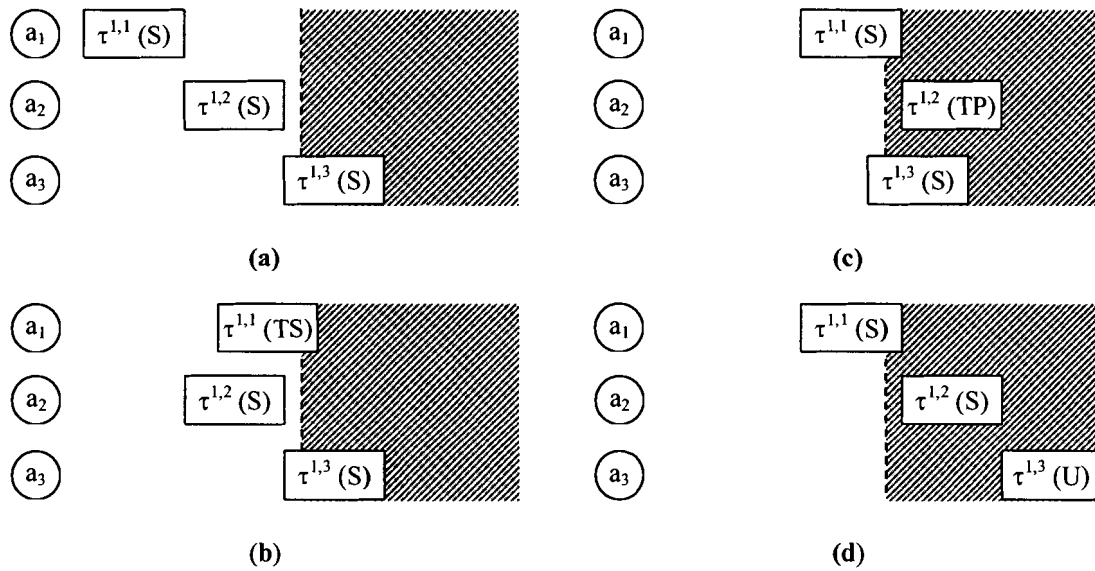 a₁ τ¹,¹ (S)
a₂ τ¹,² (S)
a₃ τ¹,³ (S)
(a)
a₁ τ¹,¹ (TS)
a₂ τ¹,² (S)
a₃ τ¹,³ (S)
(b)
a₁ τ¹,¹ (S)
a₂ τ¹,² (TP)
a₃ τ¹,³ (S)
(c)
a₁ τ¹,¹ (S)
a₂ τ¹,² (S)
a₃ τ¹,³ (U)
(d)